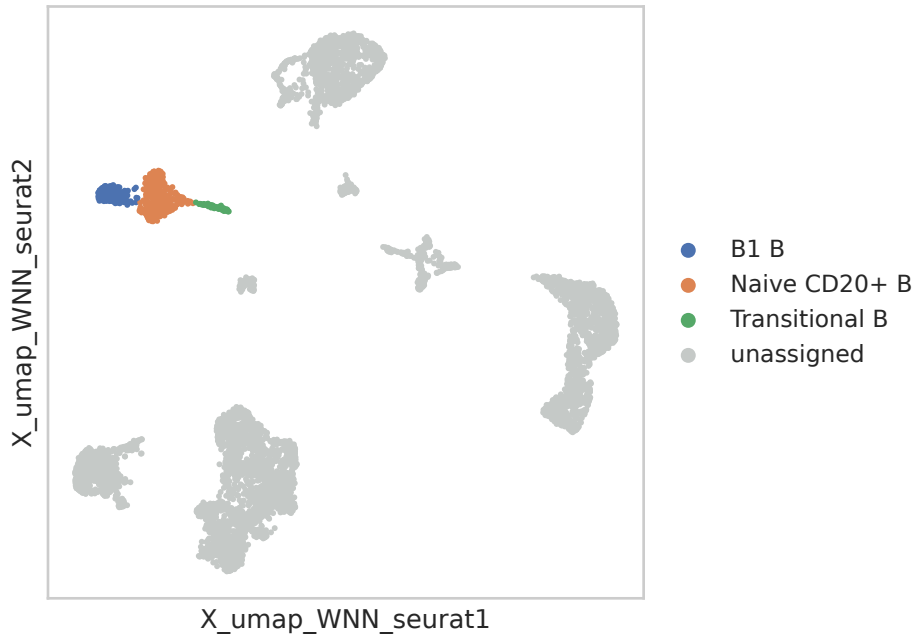 X_umap_WNN_seurat2
B1 B
Naive CD20+ B
Transitional B
unassigned
X_umap_WNN_seurat1